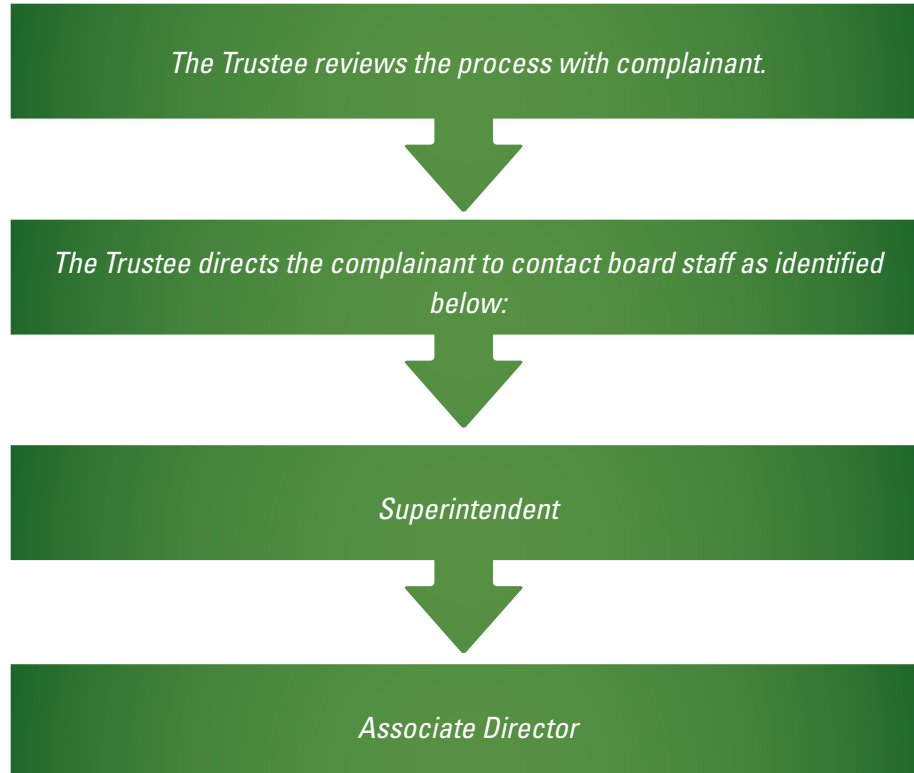 The Trustee reviews the process with complainant.
The Trustee directs the complainant to contact board staff as identified
below:
Superintendent
Associate Director